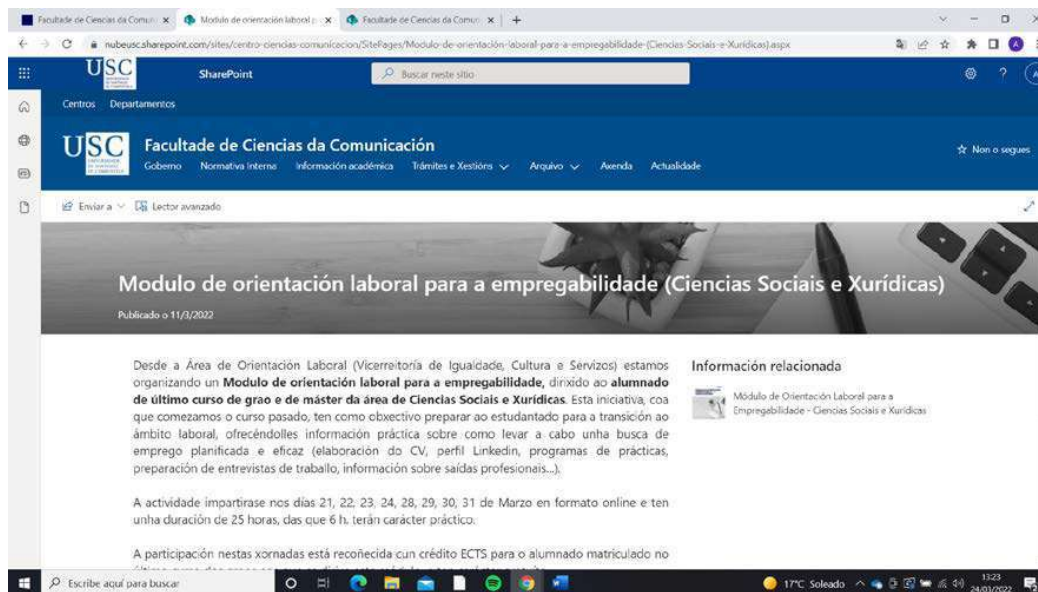 Facultade de Ciencias da Comuni
Modulo de orientación laboral p
Facultade de Ciencias da Comuni
nubeusc.sharepoint.com/sites/centro-ciencias-comunicacion/SitePages/Modulo-de-orientación-laboral-para-a-empregabilidade-(Ciencias-Sociais-e-Xurídicas).aspx
USC
SharePoint
Buscar neste sitio
Centros Departamentos
USC
Facultade de Ciencias da Comunicación
Goberno Normativa Interna Información académica Trámites e Xestións Arquivo Axenda Actualidade
Non o segues
Enviar a Lector avanzado
Modulo de orientación laboral para a empregabilidade (Ciencias Sociais e Xurídicas)
Publicado o 11/3/2022
Desde a Área de Orientación Laboral (Vicerreitoría de Igualdade, Cultura e Servizos) estamos
organizando un Modulo de orientación laboral para a empregabilidade, dirixido ao alumnado
de último curso de grao e de máster da área de Ciencias Sociais e Xurídicas. Esta iniciativa, coa
que comezamos o curso pasado, ten como obxectivo preparar ao estudantado para a transición ao
ámbito laboral, ofrecéndolles información práctica sobre como levar a cabo unha busca de
emprego planificada e eficaz (elaboración do CV, perfil Linkedin, programas de prácticas,
preparación de entrevistas de traballo, información sobre saídas profesionais...).
A actividade impartirase nos días 21, 22, 23, 24, 28, 29, 30, 31 de Marzo en formato online e ten
unha duración de 25 horas, das que 6 h. terán carácter práctico.
A participación nestas xornadas está recoñecida cun crédito ECTS para o alumnado matriculado no
Información relacionada
Módulo de Orientación Laboral para a
Empregabilidade - Ciencias Sociais e Xurídicas
Escribe aquí para buscar
17°C Soleado
13:23
24/03/2022